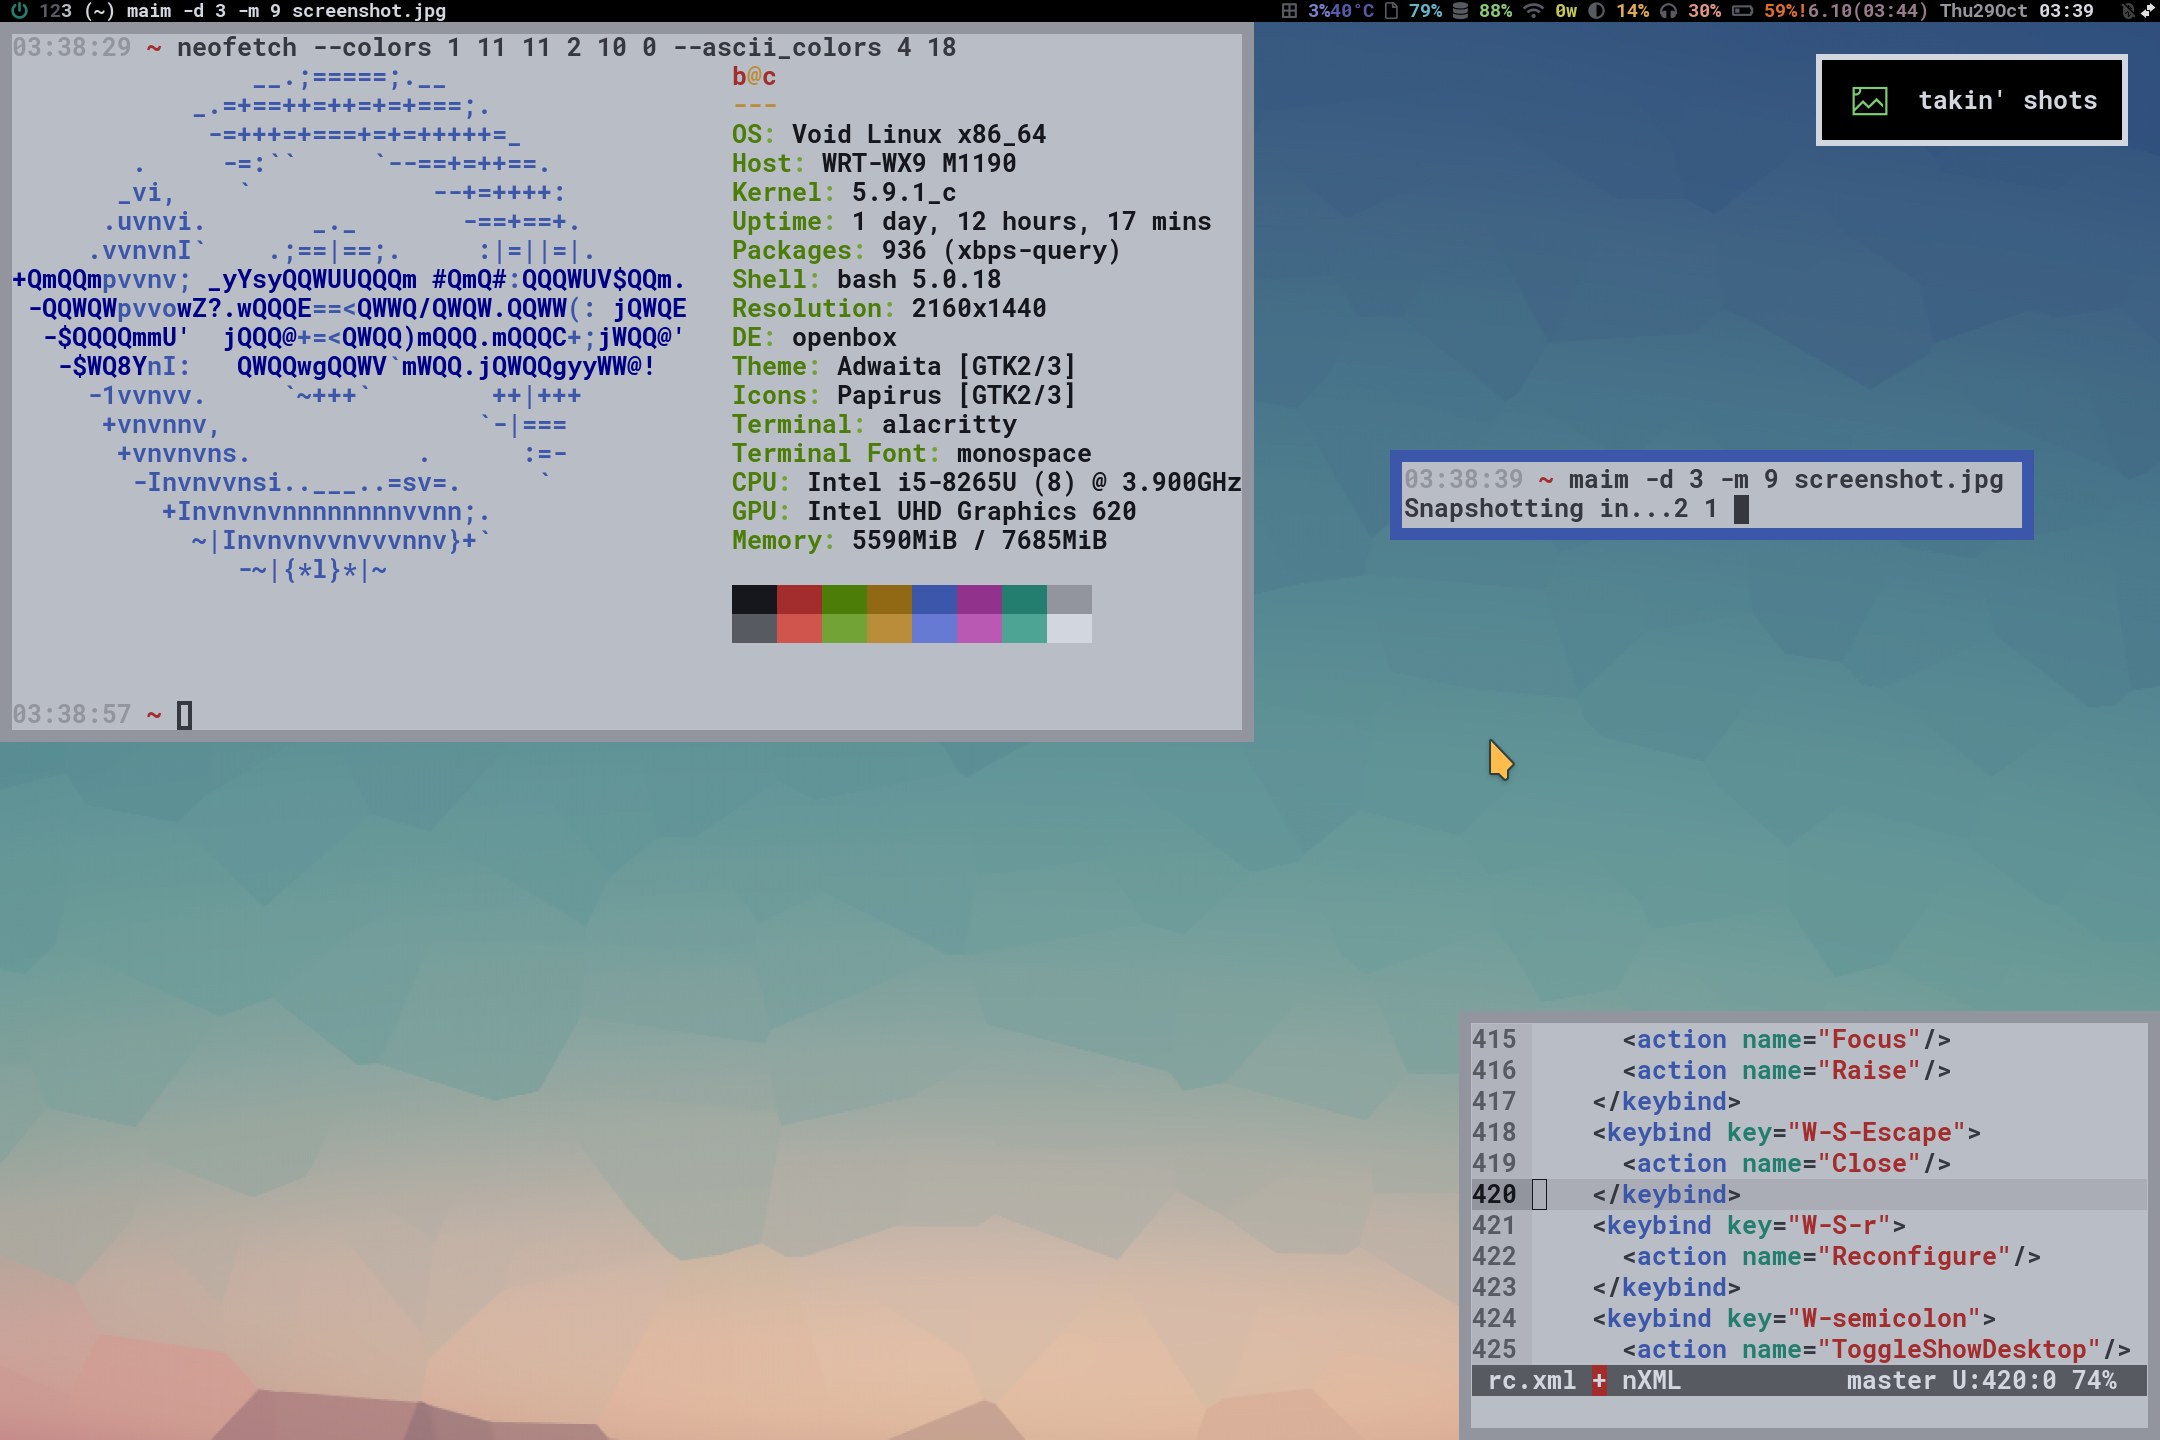 123 (~) maim -d 3 -m 9 screenshot.jpg
3%40°C 79% 88% 0w 14% 30% 59%!6.10(03:44) Thu29Oct 03:39
03:38:29 ~ neofetch --colors 1 11 11 2 10 0 --ascii_colors 4 18
b@c
---
OS: Void Linux x86_64
Host: WRT-WX9 M1190
Kernel: 5.9.1_c
Uptime: 1 day, 12 hours, 17 mins
Packages: 936 (xbps-query)
Shell: bash 5.0.18
Resolution: 2160x1440
DE: openbox
Theme: Adwaita [GTK2/3]
Icons: Papirus [GTK2/3]
Terminal: alacritty
Terminal Font: monospace
CPU: Intel i5-8265U (8) @ 3.900GHz
GPU: Intel UHD Graphics 620
Memory: 5590MiB / 7685MiB
__.;=====;.__
_.=+==++=++=+=+===;.
-=+++=+===+=+=+++++=_
.     -=:``     `--==+=++==.
_vi,    `            --+=++++:
.uvnvi.       _._       -==+==+.
.vvnvnI`    .;==|==;.     :|=||=|.
+QmQQmpvvnv; _yYsyQQWUUQQQm #QmQ#:QQQWUV$QQm.
-QQWQWpvvowZ?.wQQQE==<QWWQ/QWQW.QQWW(: jQWQE
-$QQQQmmU'  jQQQ@+=<QWQQ)mQQQ.mQQQC+;jWQQ@'
-$WQ8YnI:   QWQQwgQQWV`mWQQ.jQWQQgyyWW@!
-1vvnvv.     `~+++`        ++|+++
+vnvnnv,                 `-|===
+vnvnvns.           .      :=-
-Invnvvnsi..___..=sv=.     `
+Invnvnvnnnnnnnnvvnn;.
~|Invnvnvvnvvvnnv}+`
-~|{*l}*|~
03:38:57 ~
takin' shots
03:38:39 ~ maim -d 3 -m 9 screenshot.jpg
Snapshotting in...2 1
415       <action name="Focus"/>
416       <action name="Raise"/>
417     </keybind>
418     <keybind key="W-S-Escape">
419       <action name="Close"/>
420     </keybind>
421     <keybind key="W-S-r">
422       <action name="Reconfigure"/>
423     </keybind>
424     <keybind key="W-semicolon">
425       <action name="ToggleShowDesktop"/>
rc.xml + nXML           master U:420:0 74%